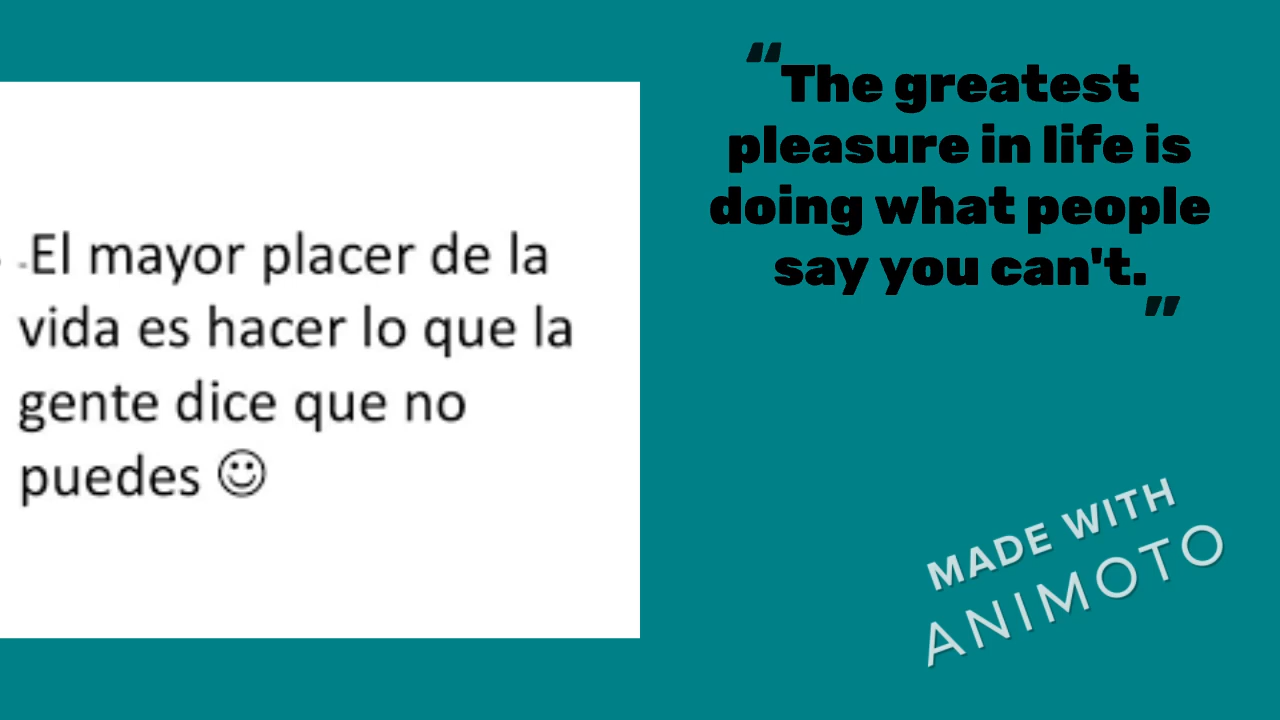 -El mayor placer de la
vida es hacer lo que la
gente dice que no
puedes ☺
“The greatest
pleasure in life is
doing what people
say you can't.
”
MADE WITH
ANIMOTO